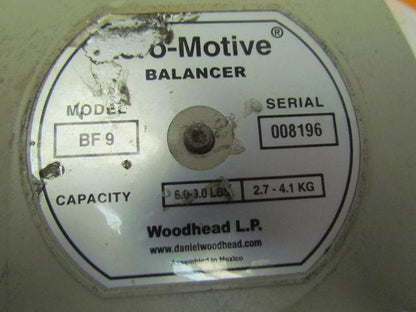 ro-Motive®
BALANCER
MODEL SERIAL
BF 9 008196
CAPACITY 6.0-9.0 LBS 2.7 - 4.1 KG
Woodhead L.P.
www.danielwoodhead.com
Assembled in Mexico